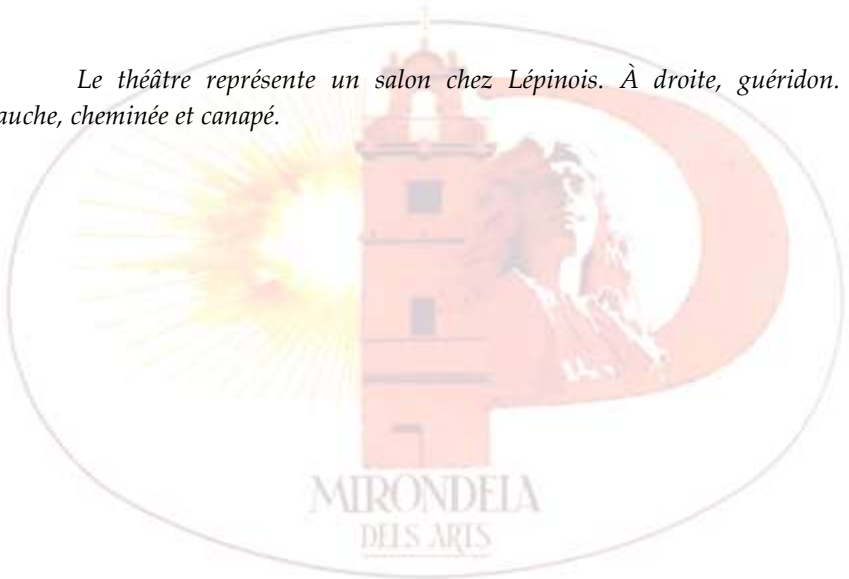 Le théâtre représente un salon chez Lépinois. À droite, guéridon.
auche, cheminée et canapé.
MIRONDELA
DELS ARTS